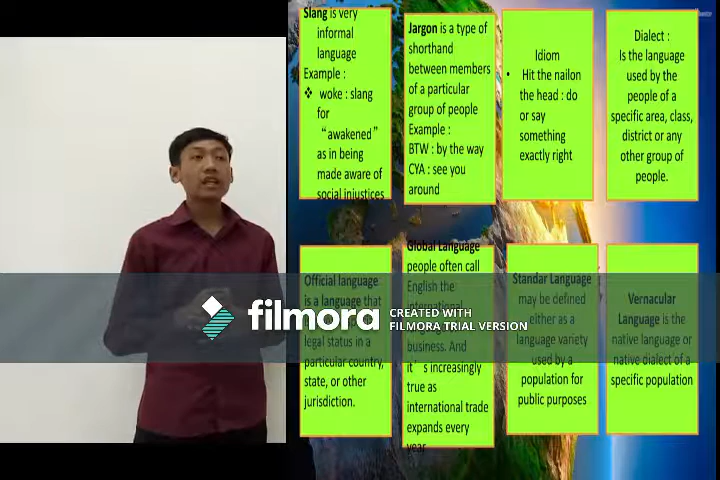 Slang is very
informal
language
Example :
❖ woke : slang
for
“awakened”
as in being
made aware of
social injustices
Jargon is a type of
shorthand
between members
of a particular
group of people
Example :
BTW : by the way
CYA : see you
around
Idiom
• Hit the nailon
the head : do
or say
something
exactly right
Dialect :
Is the language
used by the
people of a
specific area, class,
district or any
other group of
people.
Official language
is a language that
legal status in a
particular country,
state, or other
jurisdiction.
Global Language
people often call
English the
international
business. And
it’s increasingly
true as
international trade
expands every
year
Standar Language
may be defined
either as a
language variety
used by a
population for
public purposes
Vernacular
Language is the
native language or
native dialect of a
specific population
filmora
CREATED WITH
FILMORA TRIAL VERSION